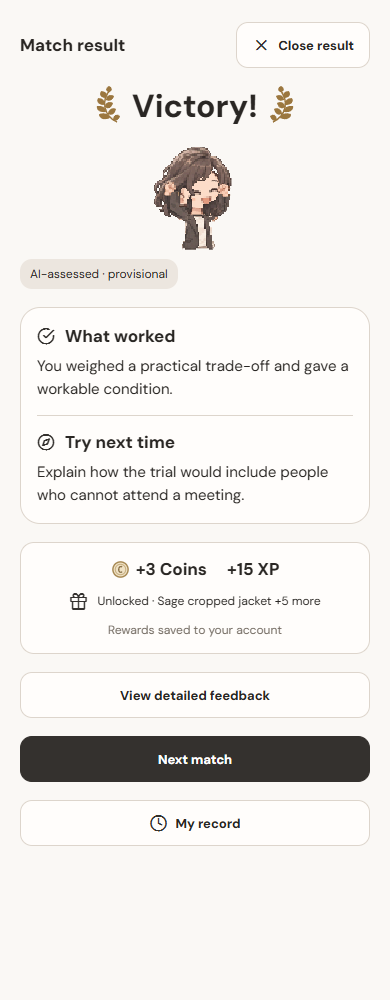 Match result
Close result
Victory!
AI-assessed · provisional
What worked
You weighed a practical trade-off and gave a
workable condition.
Try next time
Explain how the trial would include people
who cannot attend a meeting.
+3 Coins +15 XP
Unlocked · Sage cropped jacket +5 more
Rewards saved to your account
View detailed feedback
Next match
My record